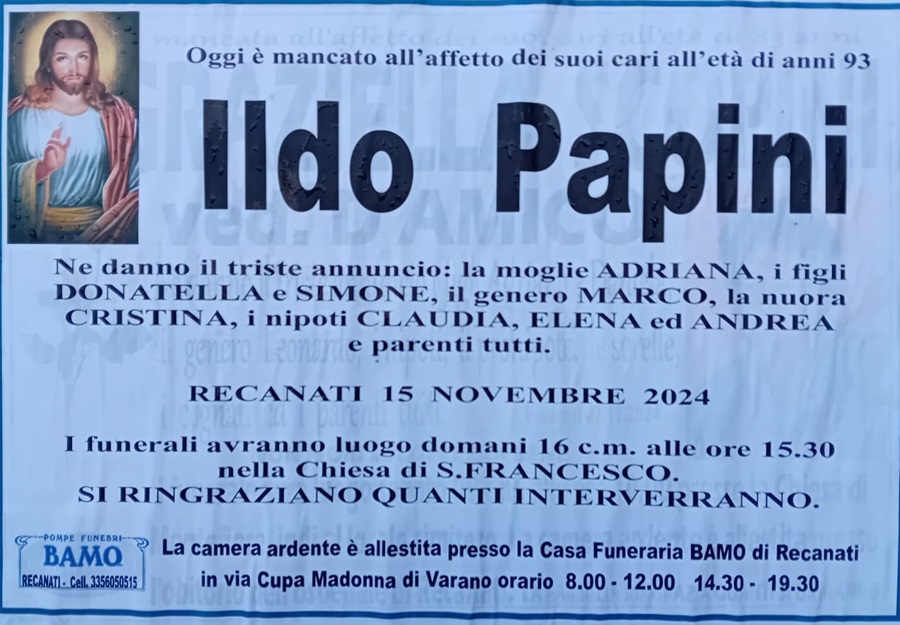 Oggi è mancato all'affetto dei suoi cari all'età di anni 93
Ildo Papini
Ne danno il triste annuncio: la moglie ADRIANA, i figli
DONATELLA e SIMONE, il genero MARCO, la nuora
CRISTINA, i nipoti CLAUDIA, ELENA ed ANDREA
e parenti tutti.
RECANATI 15 NOVEMBRE 2024
I funerali avranno luogo domani 16 c.m. alle ore 15.30
nella Chiesa di S.FRANCESCO.
SI RINGRAZIANO QUANTI INTERVERRANNO.
POMPE FUNEBRI
BAMO
RECANATI - Cell. 3356050515
La camera ardente è allestita presso la Casa Funeraria BAMO di Recanati
in via Cupa Madonna di Varano orario 8.00 - 12.00 14.30 - 19.30